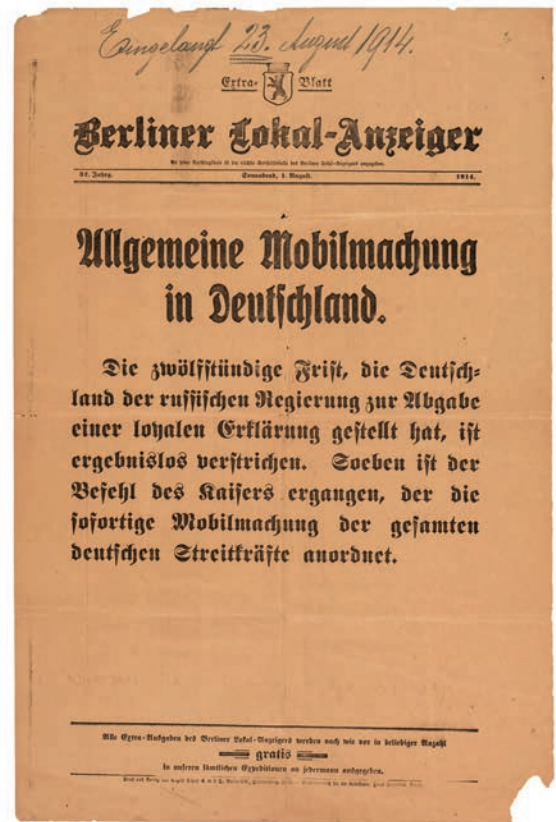 Eingelangt 23. August 1914.
Extra- Blatt
Berliner Lokal-Anzeiger
32. Jahrg. Sonnabend, 1. August. 1914.
Allgemeine Mobilmachung
in Deutschland.
Die zwölfstündige Frist, die Deutsch-
land der russischen Regierung zur Abgabe
einer loyalen Erklärung gestellt hat, ist
ergebnislos verstrichen. Soeben ist der
Befehl des Kaisers ergangen, der die
sofortige Mobilmachung der gesamten
deutschen Streitkräfte anordnet.
Alle Extra-Ausgaben des Berliner Lokal-Anzeigers werden nach wie vor in beliebiger Anzahl
gratis
in unseren sämtlichen Expeditionen an jedermann ausgegeben.